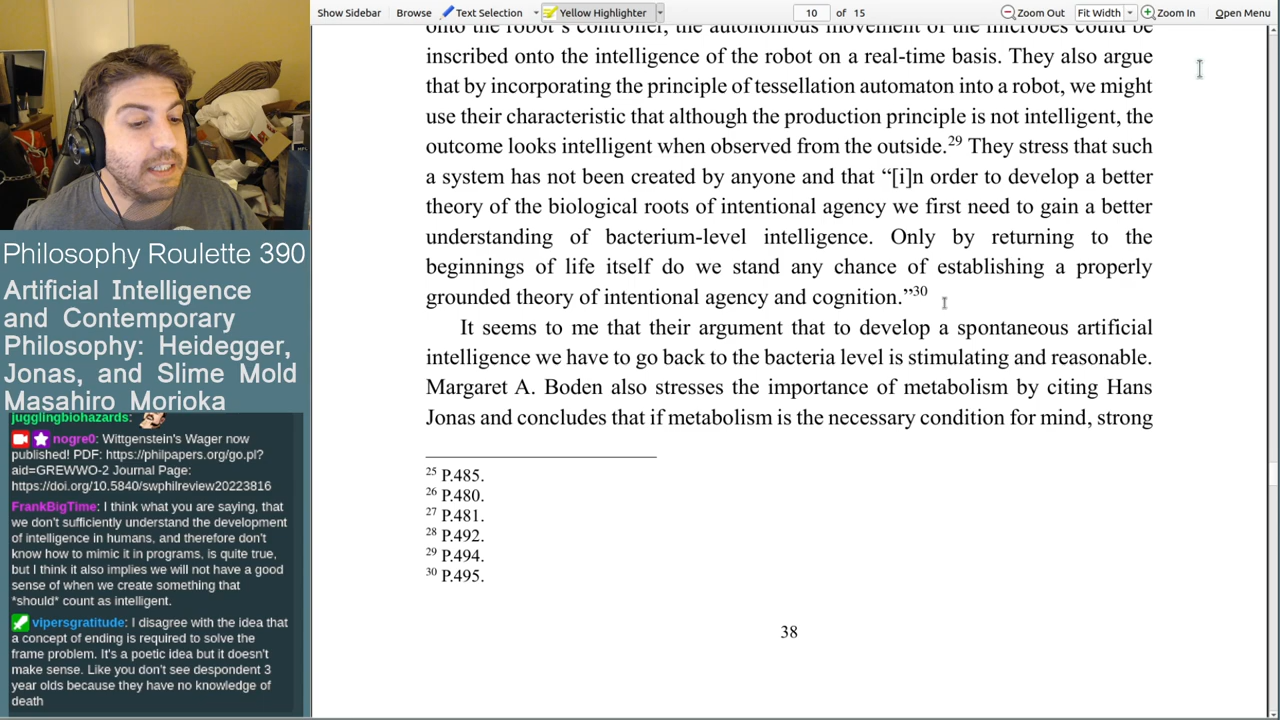 Show Sidebar Browse Text Selection Yellow Highlighter 10 of 15 Zoom Out Fit Width Zoom In Open Menu
onto the robot's controller, the autonomous movement of the microbes could be
inscribed onto the intelligence of the robot on a real-time basis. They also argue
that by incorporating the principle of tessellation automaton into a robot, we might
use their characteristic that although the production principle is not intelligent, the
outcome looks intelligent when observed from the outside.29 They stress that such
a system has not been created by anyone and that “[i]n order to develop a better
theory of the biological roots of intentional agency we first need to gain a better
understanding of bacterium-level intelligence. Only by returning to the
beginnings of life itself do we stand any chance of establishing a properly
grounded theory of intentional agency and cognition.”30
It seems to me that their argument that to develop a spontaneous artificial
intelligence we have to go back to the bacteria level is stimulating and reasonable.
Margaret A. Boden also stresses the importance of metabolism by citing Hans
Jonas and concludes that if metabolism is the necessary condition for mind, strong
25 P.485.
26 P.480.
27 P.481.
28 P.492.
29 P.494.
30 P.495.
38
Philosophy Roulette 390
Artificial Intelligence
and Contemporary
Philosophy: Heidegger,
Jonas, and Slime Mold
Masahiro Morioka
jugglingbiohazards:
nogre0: Wittgenstein's Wager now
published! PDF: https://philpapers.org/go.pl?
aid=GREWWO-2 Journal Page:
https://doi.org/10.5840/swphilreview20223816
FrankBigTime: I think what you are saying, that
we don't sufficiently understand the development
of intelligence in humans, and therefore don't
know how to mimic it in programs, is quite true,
but I think it also implies we will not have a good
sense of when we create something that
*should* count as intelligent.
vipersgratitude: I disagree with the idea that
a concept of ending is required to solve the
frame problem. It's a poetic idea but it doesn't
make sense. Like you don't see despondent 3
year olds because they have no knowledge of
death